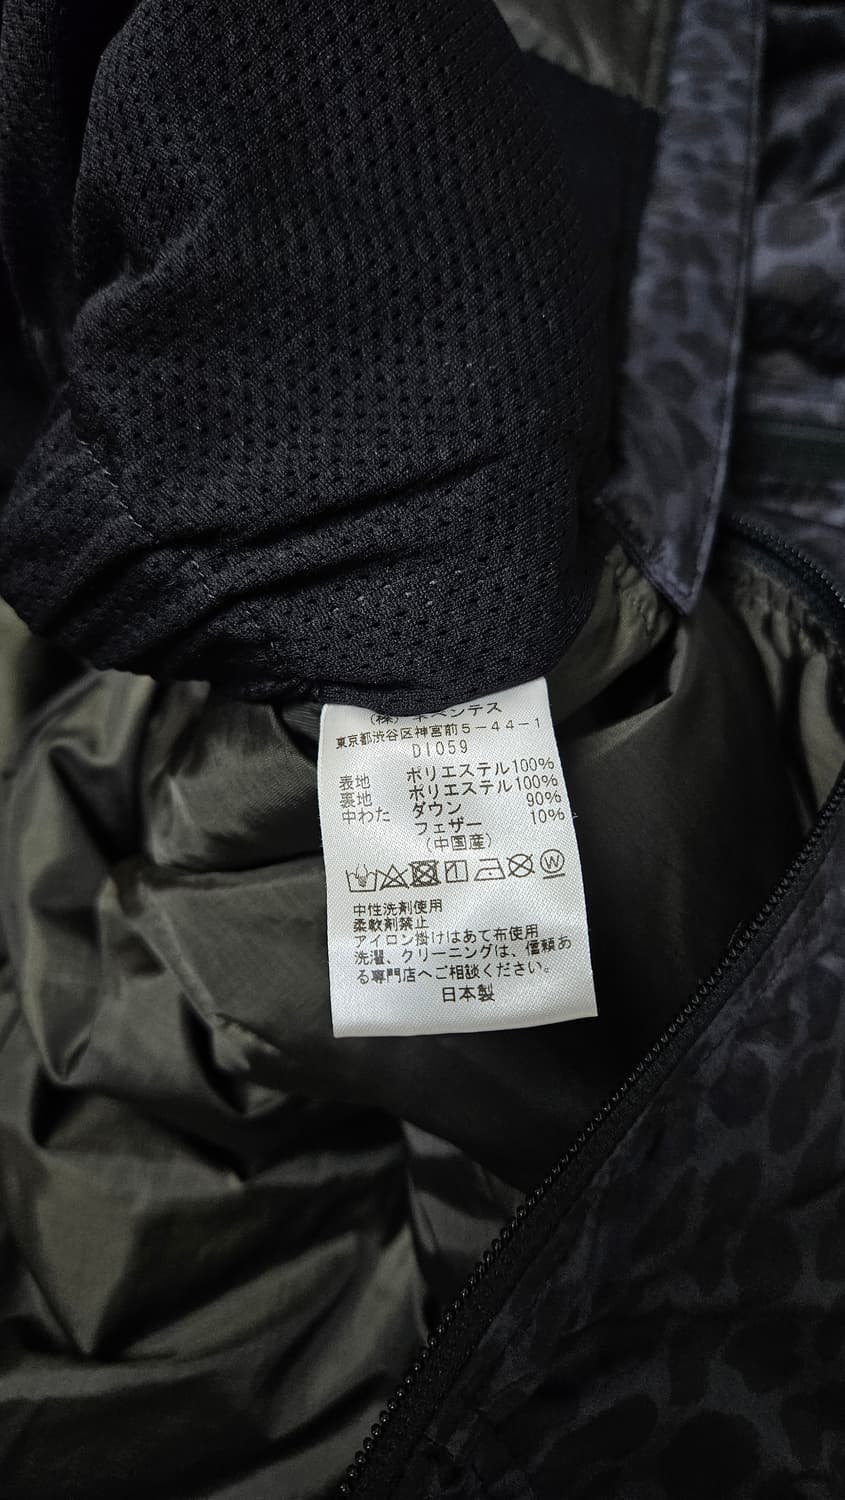 (株) ネペンテス
東京都渋谷区神宮前5-44-1
DI059
表地 ポリエステル100%
裏地 ポリエステル100%
中わた ダウン 90%
フェザー 10%
(中国産)
W
中性洗剤使用
柔軟剤禁止
アイロン掛けはあて布使用
洗濯、クリーニングは、信頼あ
る専門店へご相談ください。
日本製